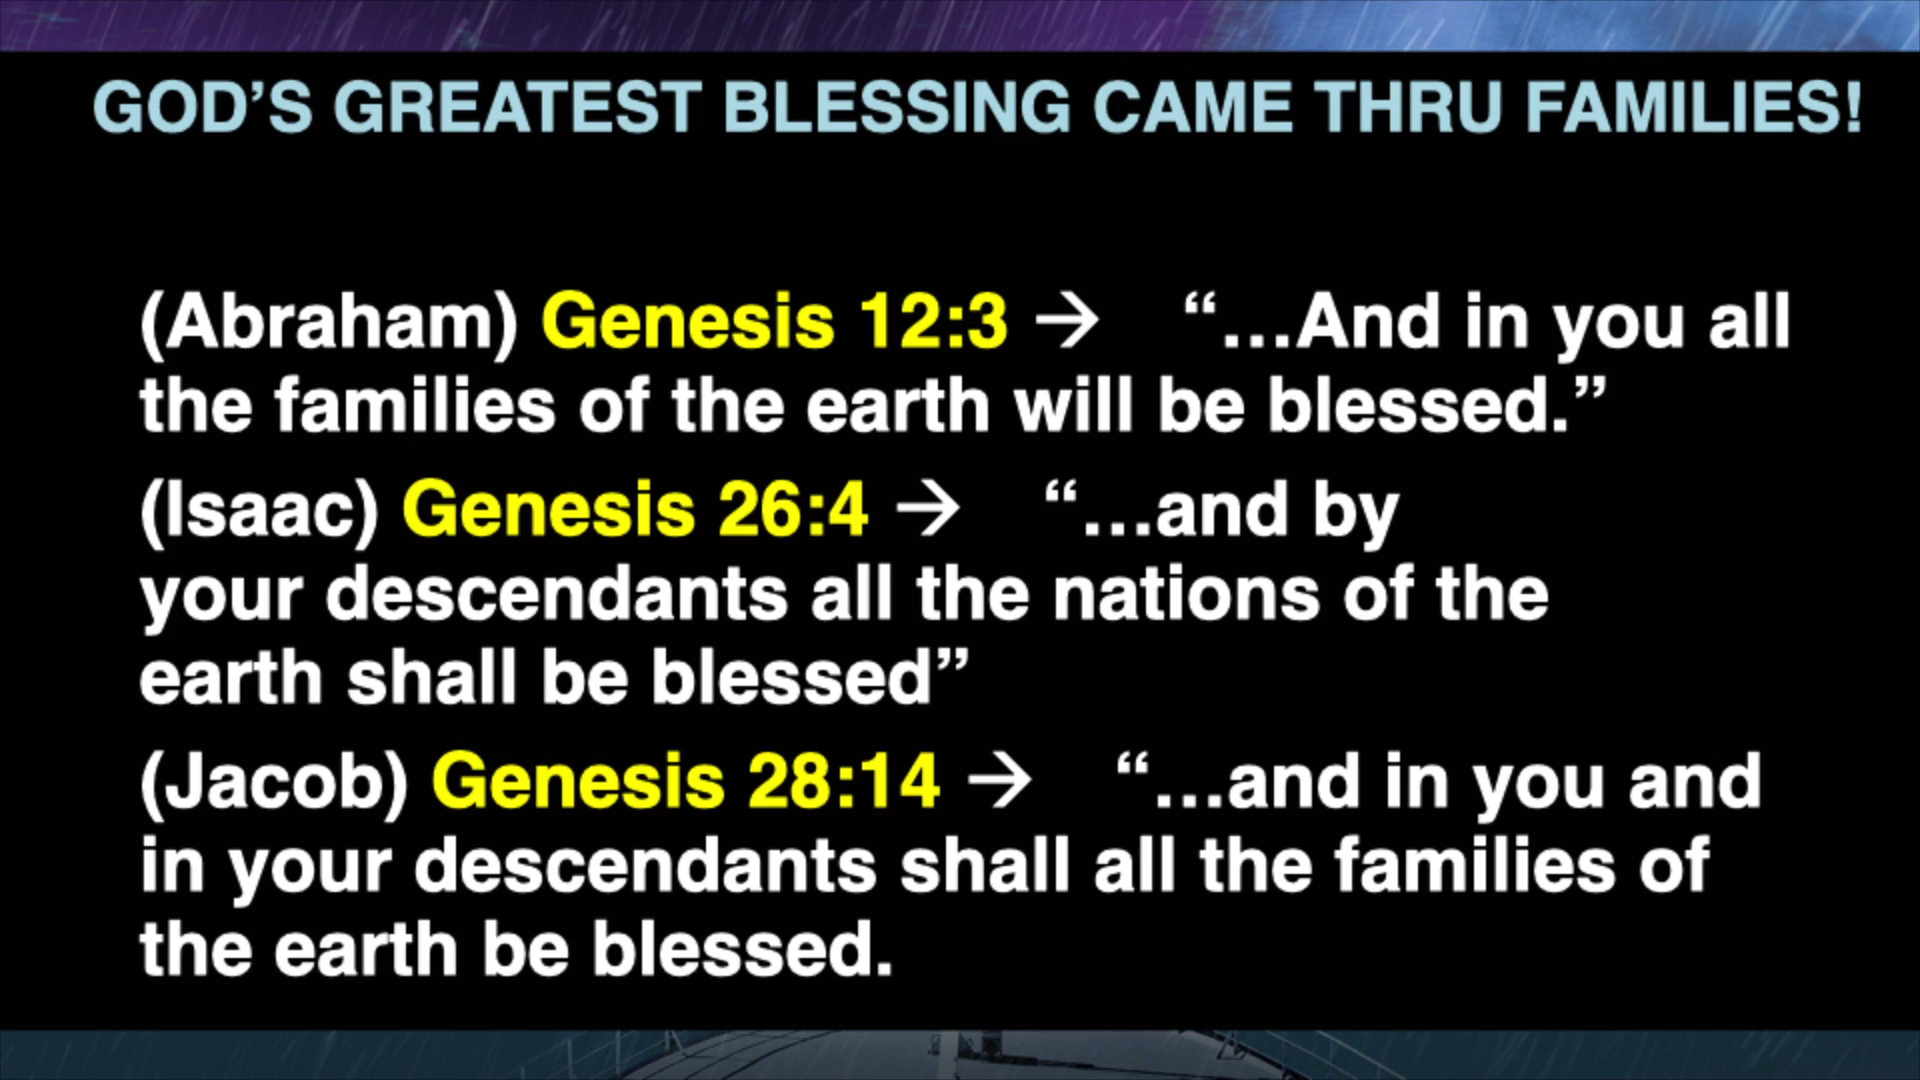 GOD’S GREATEST BLESSING CAME THRU FAMILIES!
(Abraham) Genesis 12:3 → “…And in you all
the families of the earth will be blessed.”
(Isaac) Genesis 26:4 → “…and by
your descendants all the nations of the
earth shall be blessed”
(Jacob) Genesis 28:14 → “…and in you and
in your descendants shall all the families of
the earth be blessed.